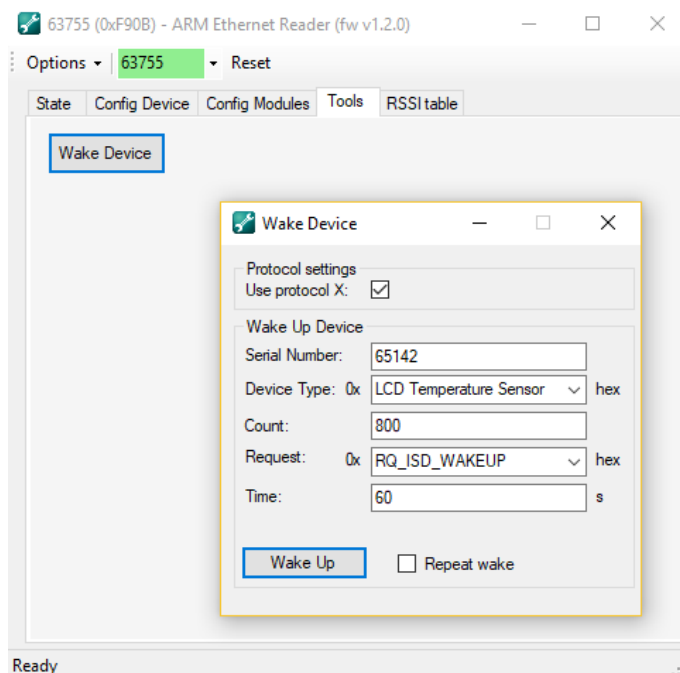 63755 (0xF90B) - ARM Ethernet Reader (fw v1.2.0)
Options 63755 Reset
State Config Device Config Modules Tools RSSI table
Wake Device
Wake Device
Protocol settings
Use protocol X:
Wake Up Device
Serial Number: 65142
Device Type: 0x LCD Temperature Sensor hex
Count: 800
Request: 0x RQ_ISD_WAKEUP hex
Time: 60 s
Wake Up Repeat wake
Ready